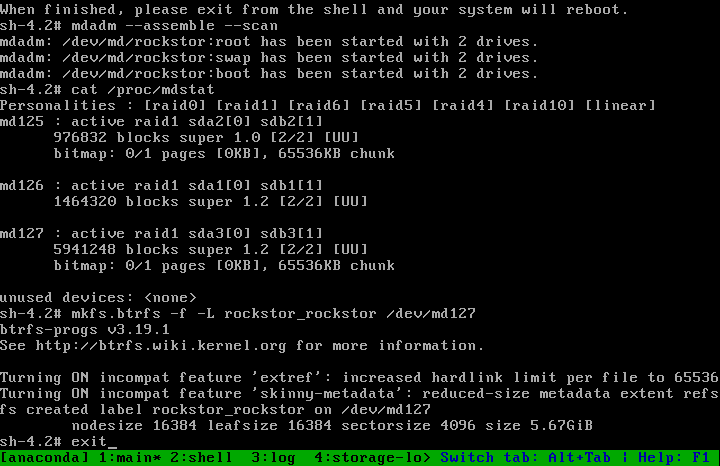 When finished, please exit from the shell and your system will reboot.
sh-4.2# mdadm --assemble --scan
mdadm: /dev/md/rockstor:root has been started with 2 drives.
mdadm: /dev/md/rockstor:swap has been started with 2 drives.
mdadm: /dev/md/rockstor:boot has been started with 2 drives.
sh-4.2# cat /proc/mdstat
Personalities : [raid0] [raid1] [raid6] [raid5] [raid4] [raid10] [linear]
md125 : active raid1 sda2[0] sdb2[1]
      976832 blocks super 1.0 [2/2] [UU]
      bitmap: 0/1 pages [0KB], 65536KB chunk

md126 : active raid1 sda1[0] sdb1[1]
      1464320 blocks super 1.2 [2/2] [UU]

md127 : active raid1 sda3[0] sdb3[1]
      5941248 blocks super 1.2 [2/2] [UU]
      bitmap: 0/1 pages [0KB], 65536KB chunk

unused devices: <none>
sh-4.2# mkfs.btrfs -f -L rockstor_rockstor /dev/md127
btrfs-progs v3.19.1
See http://btrfs.wiki.kernel.org for more information.

Turning ON incompat feature 'extref': increased hardlink limit per file to 65536
Turning ON incompat feature 'skinny-metadata': reduced-size metadata extent refs
fs created label rockstor_rockstor on /dev/md127
        nodesize 16384 leafsize 16384 sectorsize 4096 size 5.67GiB
sh-4.2# exit_
[anaconda] 1:main* 2:shell  3:log  4:storage-lo> Switch tab: Alt+Tab | Help: F1